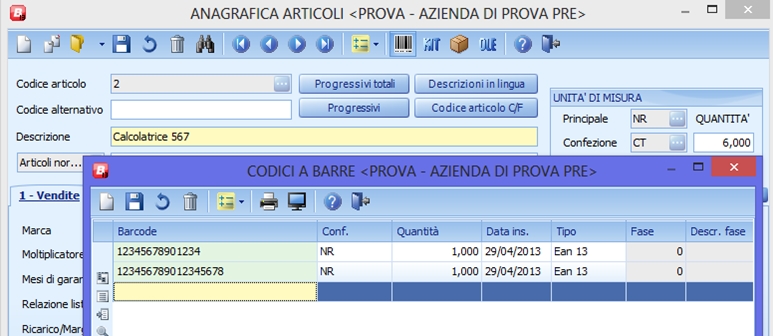 ANAGRAFICA ARTICOLI <PROVA - AZIENDA DI PROVA PRE>
KIT DLE
Codice articolo 2 Progressivi totali Descrizioni in lingua
Codice alternativo Progressivi Codice articolo C/F
UNITA' DI MISURA
Principale NR QUANTITA'
Descrizione Calcolatrice 567
Confezione CT 6,000
Articoli nor...
CODICI A BARRE <PROVA - AZIENDA DI PROVA PRE>
1 - Vendite
Marca
Moltiplicatore
Mesi di garan
Relazione list
Ricarico/Marg
Barcode Conf. Quantità Data ins. Tipo Fase Descr. fase
12345678901234 NR 1,000 29/04/2013 Ean 13 0
123456789012345678 NR 1,000 29/04/2013 Ean 13 0